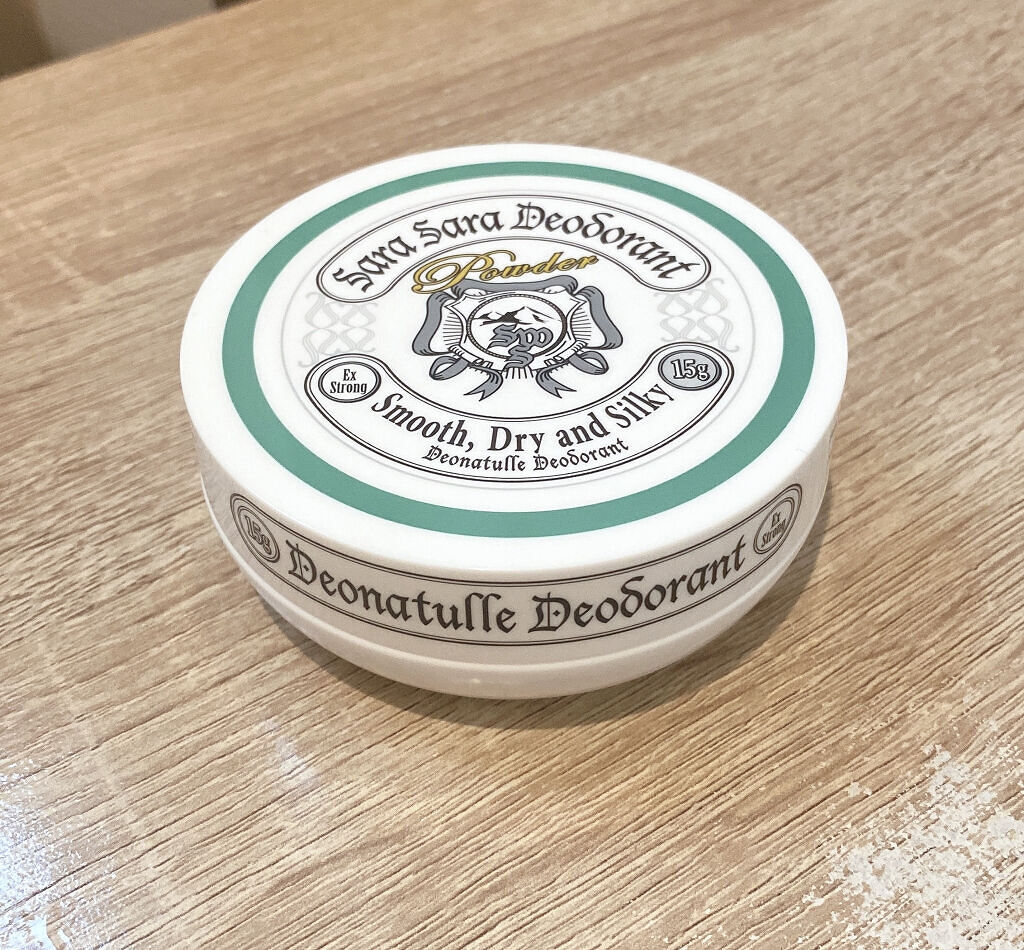 Sara Sara Deodorant
Powder
Ex
Strong
15g
Smooth, Dry and Silky
Deonatulle Deodorant
15g
Deonatulle Deodorant
Ex
Strong